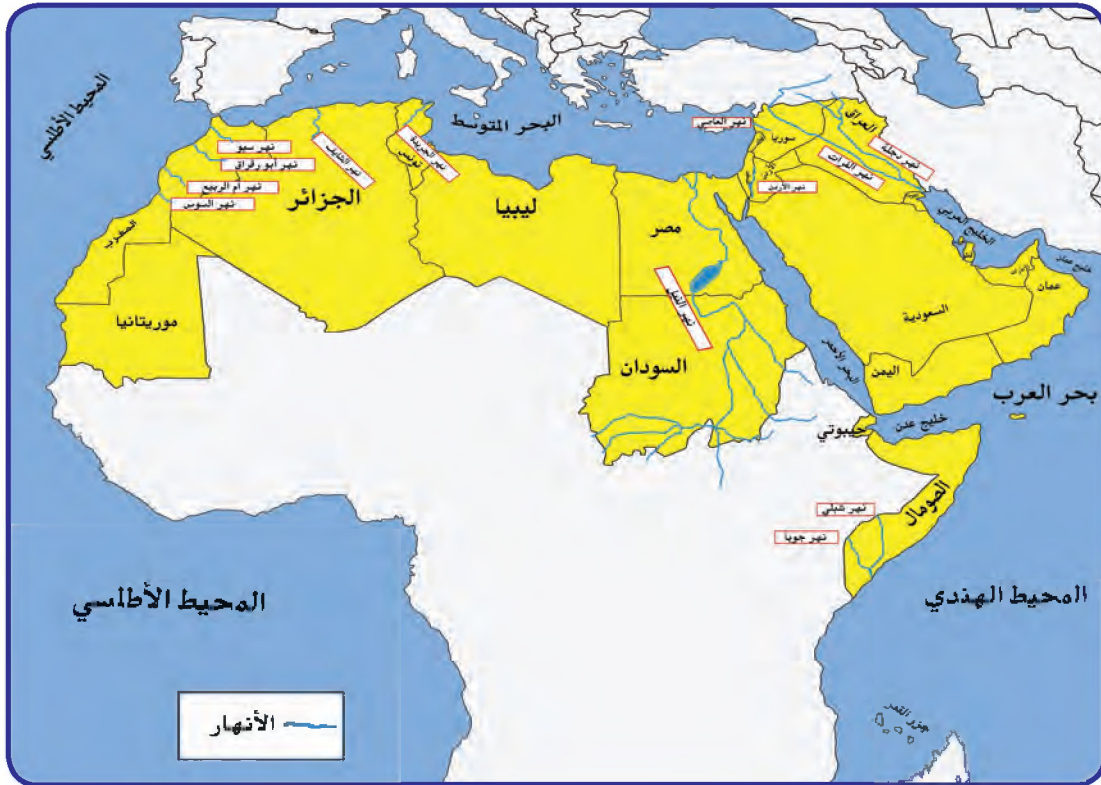 المحيط الأطلسي
البحر المتوسط
نهر سبو
نهر أبو رقراق
نهر أم الربيع
نهر السوس
نهر الشليف
نهر الجريدة
تونس
الجزائر
ليبيا
مصر
المغرب
موريتانيا
نهر النيل
السودان
نهر العاصي
سوريا
العراق
نهر دجلة
نهر الفرات
نهر الأردن
الخليج العربي
خليج عمان
عمان
السعودية
البحر الأحمر
اليمن
بحر العرب
خليج عدن
جيبوتي
الصومال
نهر شبلي
نهر جوبا
المحيط الأطلسي
المحيط الهندي
جزر القمر
الأنهار